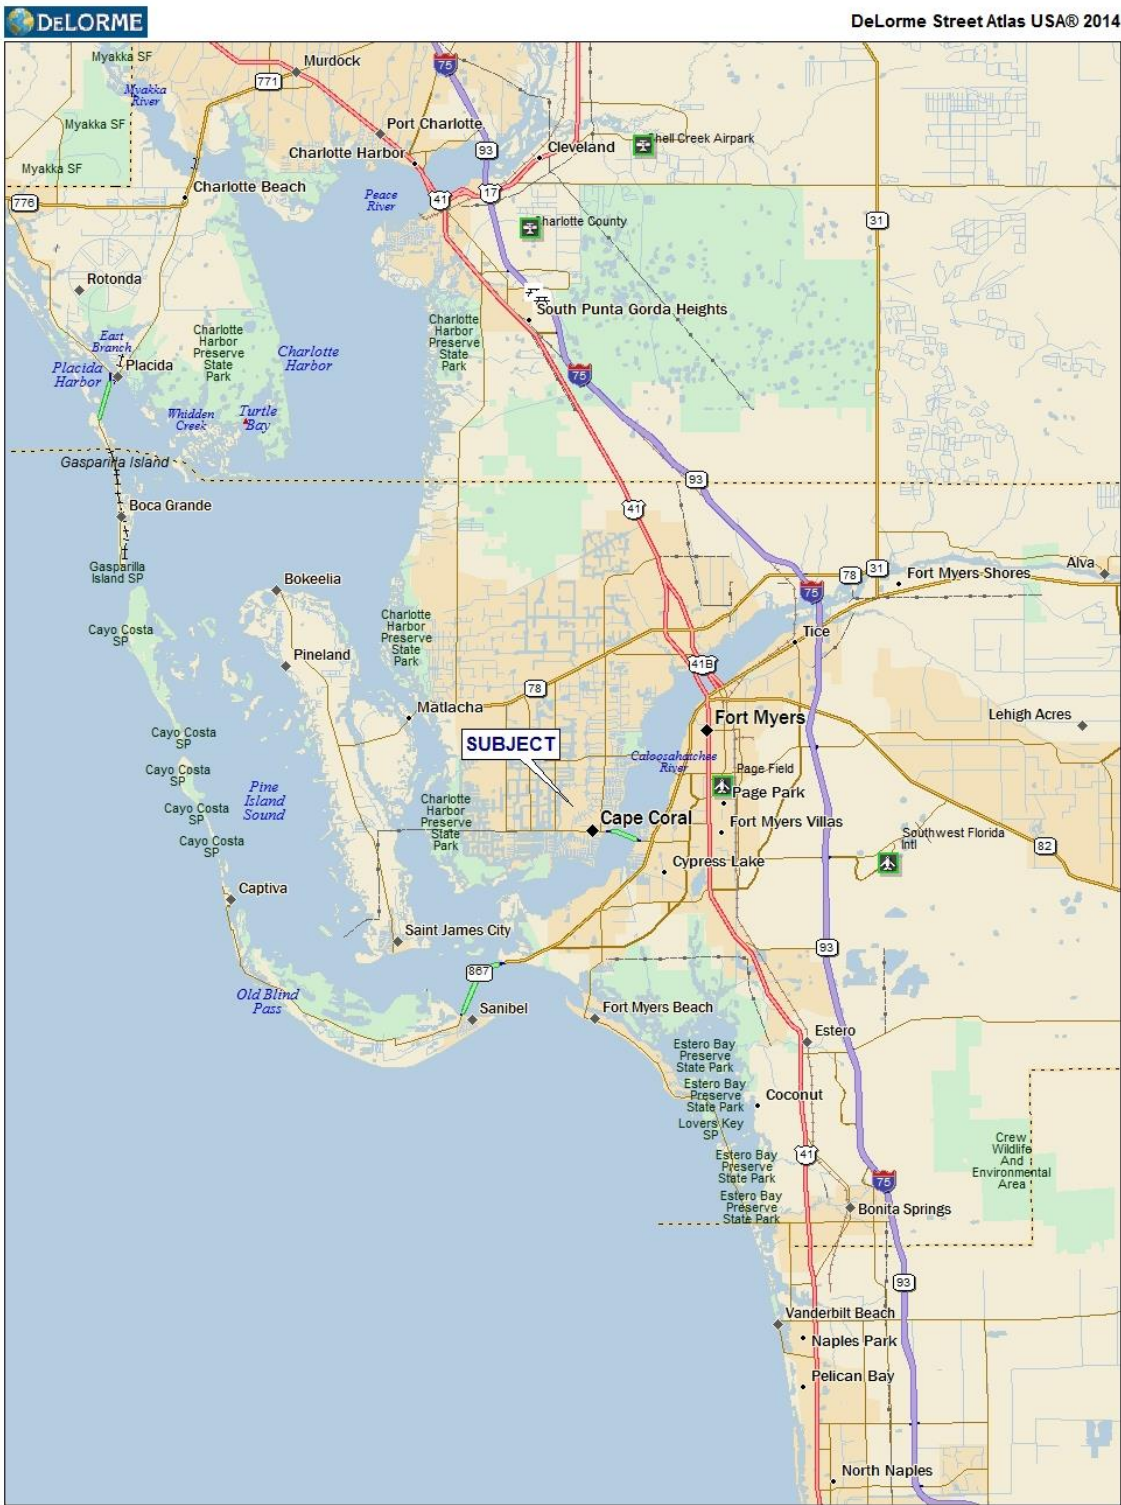 DELORME
DeLorme Street Atlas USA® 2014
Myakka SF
Murdock
75
771
Myakka
River
Myakka SF
Port Charlotte
Shell Creek Airpark
Cleveland
93
Charlotte Harbor
Myakka SF
Charlotte Beach
Peace
River
17
41
776
31
Charlotte County
Rotonda
South Punta Gorda Heights
Charlotte
Harbor
Preserve
State
Park
Charlotte
Harbor
Preserve
State
Park
East
Branch
Charlotte
Harbor
Placida
Placida
Harbor
75
Whidden
Creek
Turtle
Bay
Gasparilla Island
93
Boca Grande
41
Gasparilla
Island SP
Bokeelia
Alva
31
78
Fort Myers Shores
75
Cayo Costa
SP
Charlotte
Harbor
Preserve
State
Park
Tice
Pineland
41B
78
Matlacha
Fort Myers
Lehigh Acres
Cayo Costa
SP
SUBJECT
Caloosahatchee
River
Cayo Costa
SP
Page Field
Pine
Island
Sound
Page Park
Charlotte
Harbor
Preserve
State
Park
Cayo Costa
SP
Cape Coral
Fort Myers Villas
Cayo Costa
SP
Southwest Florida
Intl
82
Cypress Lake
Captiva
Saint James City
93
867
Old Blind
Pass
Sanibel
Fort Myers Beach
Estero
Estero Bay
Preserve
State Park
Estero Bay
Preserve
State Park
Coconut
Lovers Key
SP
Crew
Wildlife
And
Environmental
Area
41
Estero Bay
Preserve
State Park
75
Estero Bay
Preserve
State Park
Bonita Springs
93
Vanderbilt Beach
Naples Park
Pelican Bay
North Naples